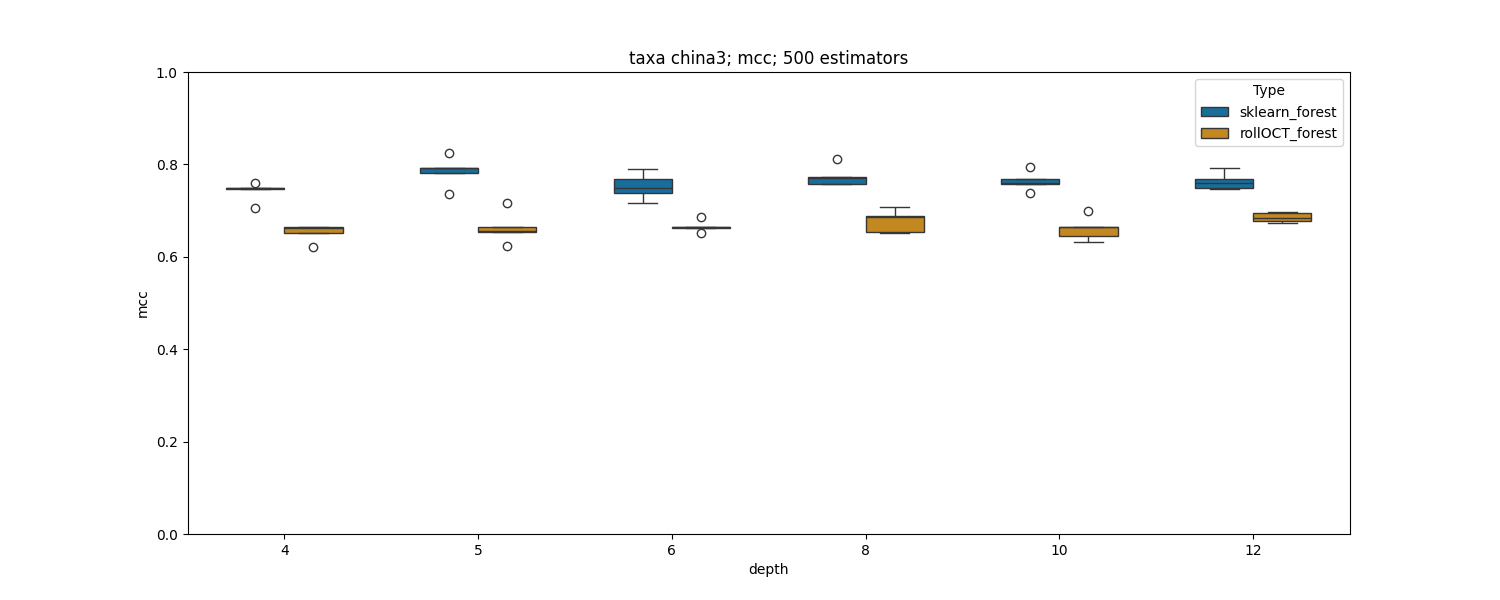 taxa china3; mcc; 500 estimators
Type
sklearn_forest
rollOCT_forest
mcc
1.0
0.8
0.6
0.4
0.2
0.0
4 5 6 8 10 12
depth